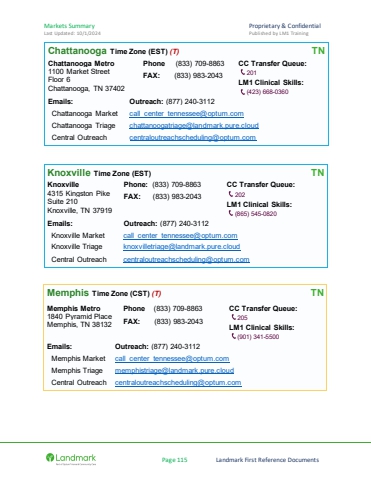 Markets Summary
Proprietary & Confidential
Last Updated: 10/1/2024
Published by LMK Training
Chattanooga Time Zone (EST) (T) TN
Chattanooga Metro
1100 Market Street
Floor 6
Chattanooga, TN 37402
Phone (833) 709-8863
FAX: (833) 983-2043
CC Transfer Queue:
201
LM1 Clinical Skills:
(423) 668-0360
Emails: Outreach: (877) 240-3112
Chattanooga Market call_center_tennessee@optum.com
Chattanooga Triage chattanoogatriage@landmark.pure.cloud
Central Outreach centraloutreachscheduling@optum.com
Knoxville Time Zone (EST) TN
Knoxville
4315 Kingston Pike
Suite 210
Knoxville, TN 37919
Phone: (833) 709-8863
FAX: (833) 983-2043
CC Transfer Queue:
202
LM1 Clinical Skills:
(865) 545-0820
Emails: Outreach: (877) 240-3112
Knoxville Market call_center_tennessee@optum.com
Knoxville Triage knoxvilletriage@landmark.pure.cloud
Central Outreach centraloutreachscheduling@optum.com
Memphis Time Zone (CST) (T) TN
Memphis Metro
1840 Pyramid Place
Memphis, TN 38132
Phone (833) 709-8863
FAX: (833) 983-2043
CC Transfer Queue:
205
LM1 Clinical Skills:
(901) 341-5500
Emails: Outreach: (877) 240-3112
Memphis Market call_center_tennessee@optum.com
Memphis Triage memphistriage@landmark.pure.cloud
Central Outreach centraloutreachscheduling@optum.com
Landmark
Page 115
Landmark First Reference Documents